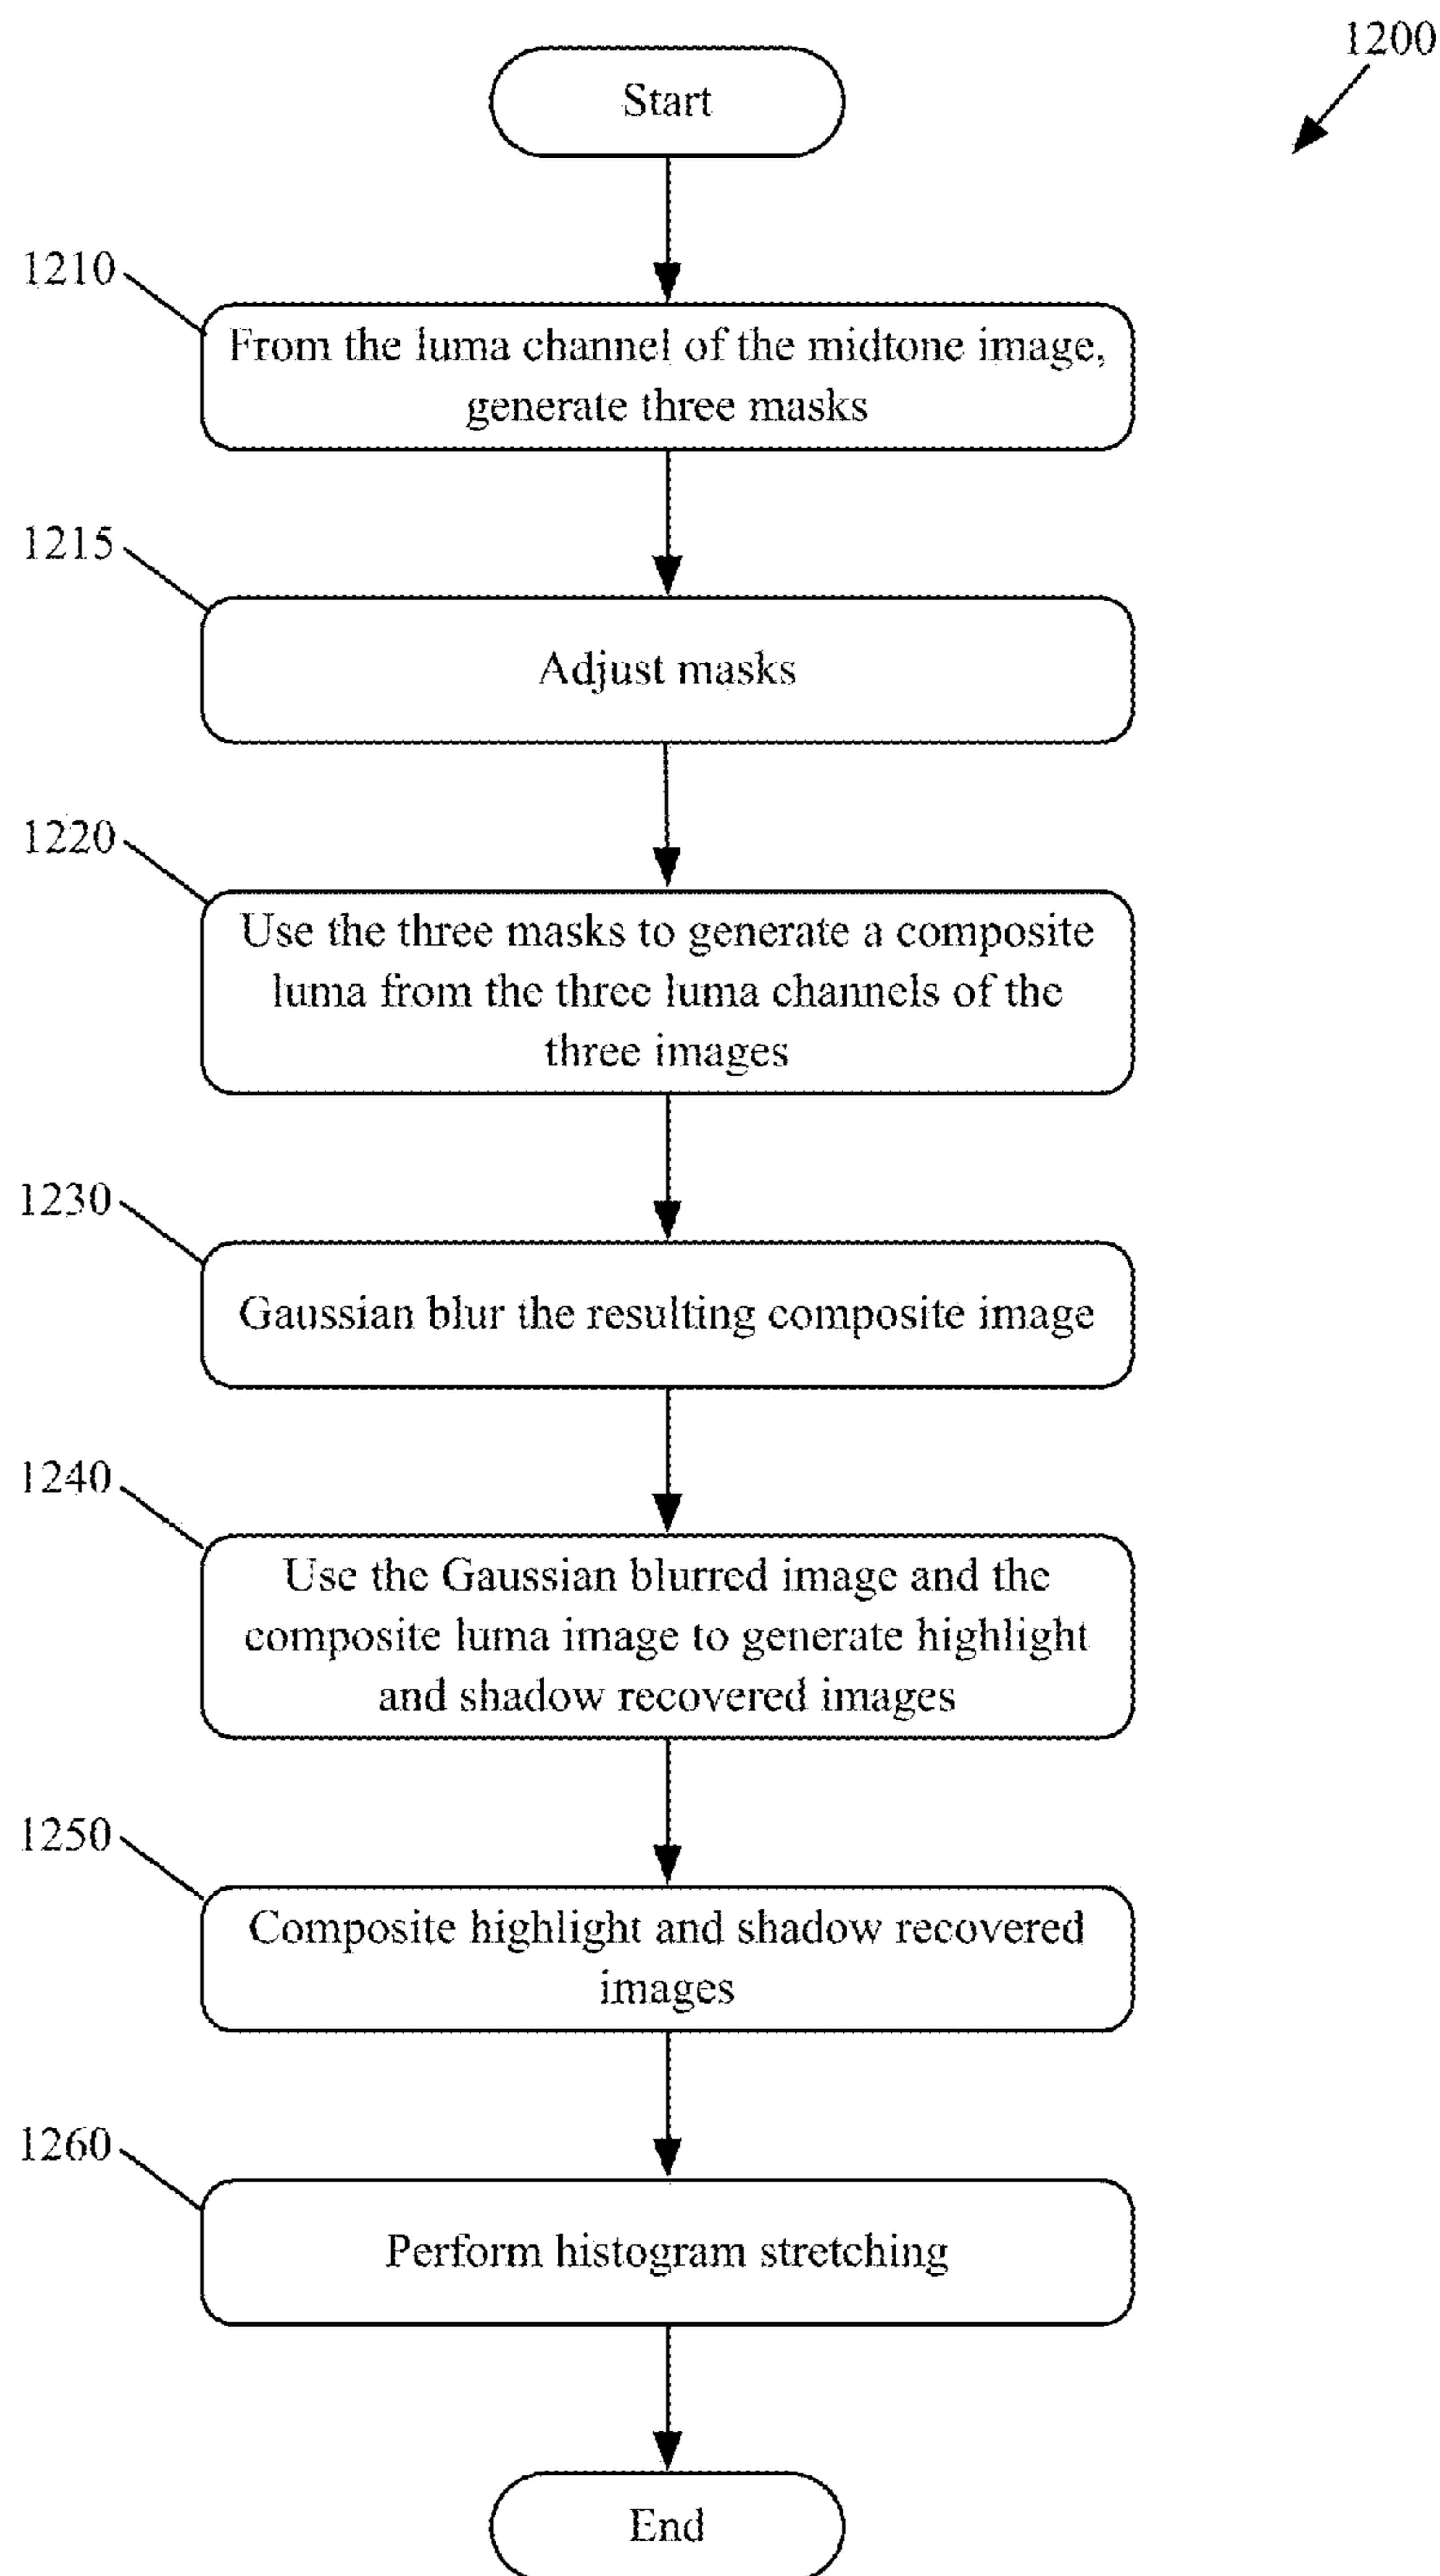 1200
Start
1210
From the luma channel of the midtone image,
generate three masks
1215
Adjust masks
1220
Use the three masks to generate a composite
luma from the three luma channels of the
three images
1230
Gaussian blur the resulting composite image
1240
Use the Gaussian blurred image and the
composite luma image to generate highlight
and shadow recovered images
1250
Composite highlight and shadow recovered
images
1260
Perform histogram stretching
End